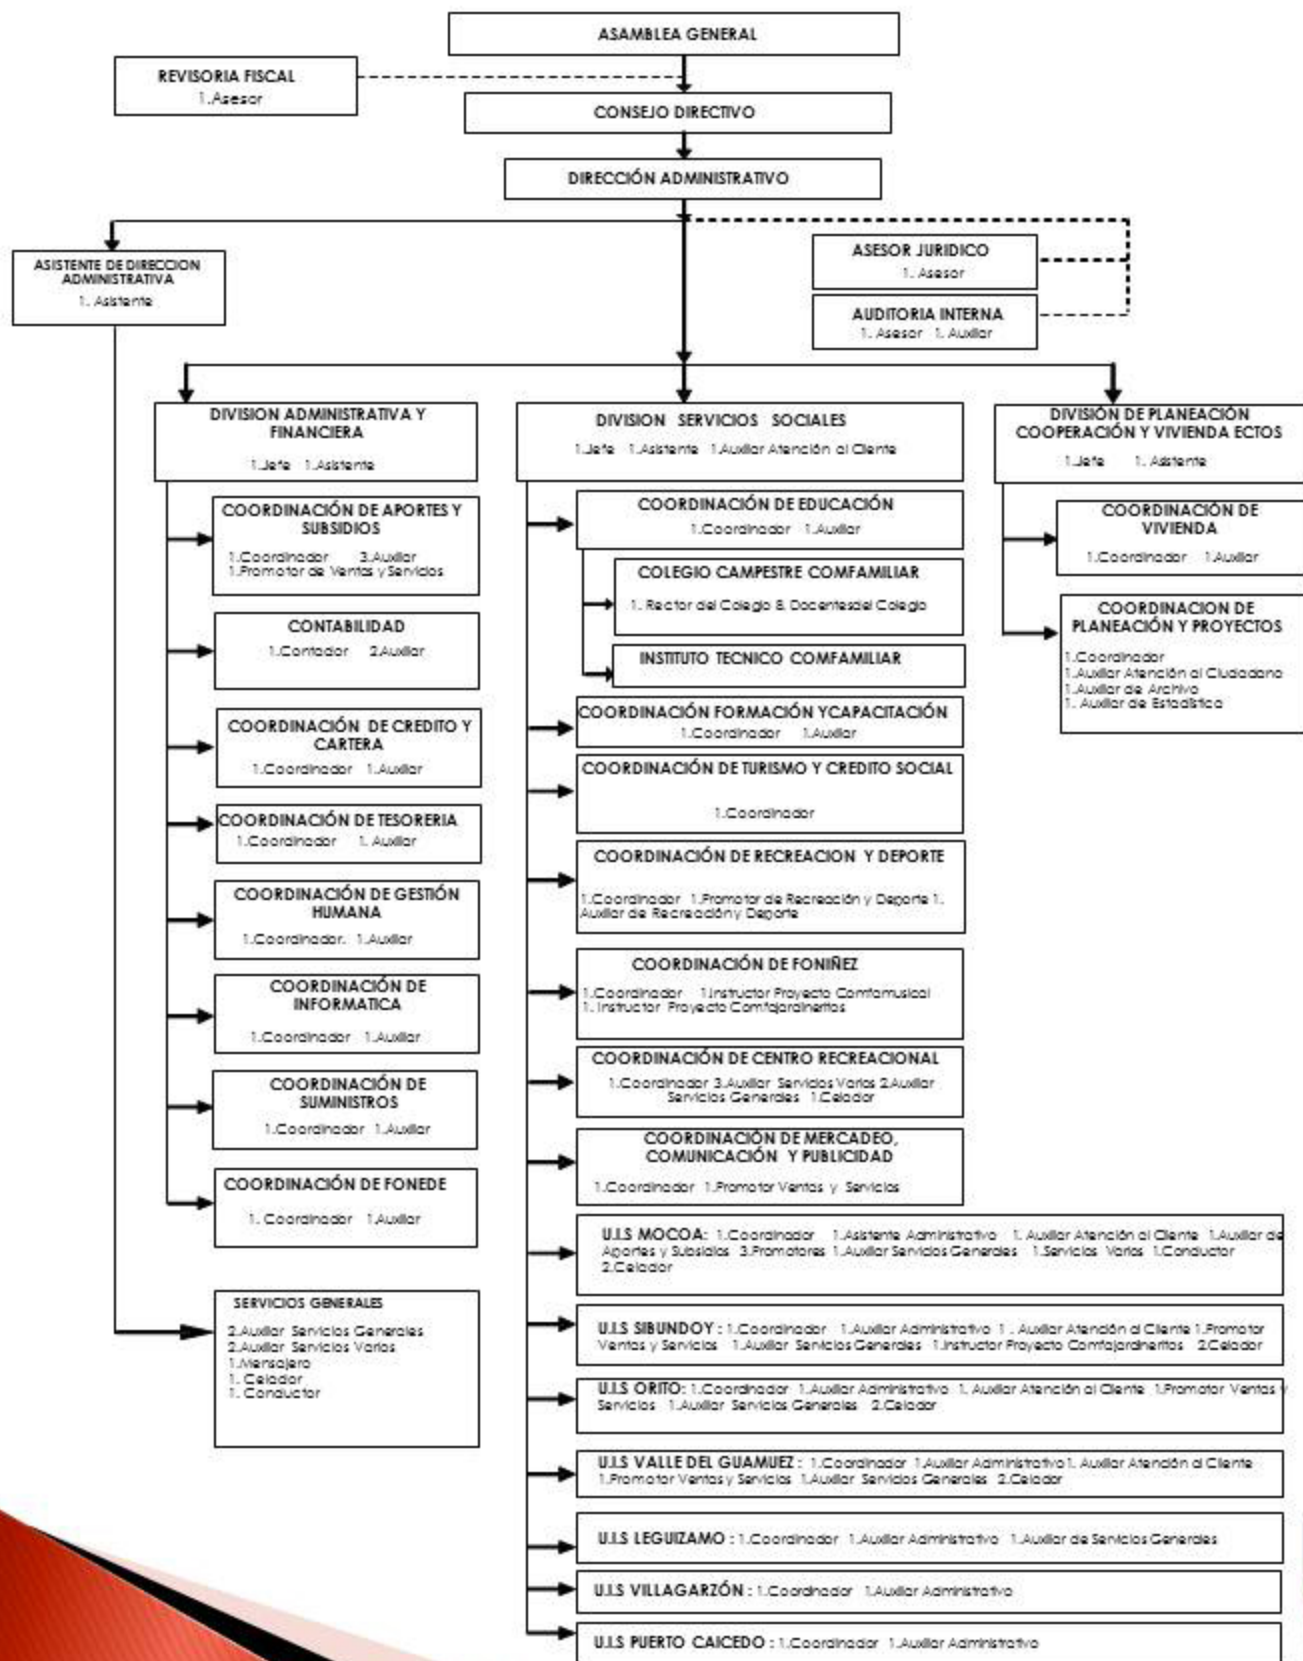 ASAMBLEA GENERAL
REVISORIA FISCAL
1.Asesor
CONSEJO DIRECTIVO
DIRECCIÓN ADMINISTRATIVO
ASISTENTE DE DIRECCION
ADMINISTRATIVA
1. Asistente
ASESOR JURIDICO
1. Asesor
AUDITORIA INTERNA
1. Asesor 1. Auxiliar
DIVISION ADMINISTRATIVA Y
FINANCIERA
1.Jefe 1.Asistente
COORDINACIÓN DE APORTES Y
SUBSIDIOS
1.Coordinador 3.Auxiliar
1.Promotor de Ventas y Servicios
CONTABILIDAD
1.Contador 2.Auxiliar
COORDINACIÓN DE CREDITO Y
CARTERA
1.Coordinador 1.Auxiliar
COORDINACIÓN DE TESORERIA
1.Coordinador 1. Auxiliar
COORDINACIÓN DE GESTIÓN
HUMANA
1.Coordinador. 1.Auxiliar
COORDINACIÓN DE
INFORMATICA
1.Coordinador 1.Auxiliar
COORDINACIÓN DE
SUMINISTROS
1.Coordinador 1.Auxiliar
COORDINACIÓN DE FONEDE
1. Coordinador 1.Auxiliar
SERVICIOS GENERALES
2.Auxiliar Servicios Generales
2.Auxiliar Servicios Varios
1.Mensajero
1. Celador
1. Conductor
DIVISION SERVICIOS SOCIALES
1.Jefe 1.Asistente 1.Auxiliar Atención al Cliente
COORDINACIÓN DE EDUCACIÓN
1.Coordinador 1.Auxiliar
COLEGIO CAMPESTRE COMFAMILIAR
1. Rector del Colegio 8. Docentesdel Colegio
INSTITUTO TECNICO COMFAMILIAR
COORDINACIÓN FORMACIÓN YCAPACITACIÓN
1.Coordinador 1.Auxiliar
COORDINACIÓN DE TURISMO Y CREDITO SOCIAL
1.Coordinador
COORDINACIÓN DE RECREACION Y DEPORTE
1.Coordinador 1.Promotor de Recreación y Deporte 1.
Auxiliar de Recreación y Deporte
COORDINACIÓN DE FONIÑEZ
1.Coordinador 1.Instructor Proyecto Comfamusical
1. Instructor Proyecto Comfajardineritos
COORDINACIÓN DE CENTRO RECREACIONAL
1.Coordinador 3.Auxiliar Servicios Varios 2.Auxiliar
Servicios Generales 1.Celador
COORDINACIÓN DE MERCADEO,
COMUNICACIÓN Y PUBLICIDAD
1.Coordinador 1.Promotor Ventas y Servicios
U.I.S MOCOA: 1.Coordinador 1.Asistente Administrativo 1. Auxiliar Atención al Cliente 1.Auxiliar de
Aportes y Subsidios 3.Promotores 1.Auxiliar Servicios Generales 1.Servicios Varios 1.Conductor
2.Celador
U.I.S SIBUNDOY : 1.Coordinador 1.Auxiliar Administrativo 1 . Auxiliar Atención al Cliente 1.Promotor
Ventas y Servicios 1.Auxiliar Servicios Generales 1.Instructor Proyecto Comfajardineritos 2.Celador
U.I.S ORITO: 1.Coordinador 1.Auxiliar Administrativo 1. Auxiliar Atención al Cliente 1.Promotor Ventas y
Servicios 1.Auxiliar Servicios Generales 2.Celador
U.I.S VALLE DEL GUAMUEZ : 1.Coordinador 1.Auxiliar Administrativo1. Auxiliar Atención al Cliente
1.Promotor Ventas y Servicios 1.Auxiliar Servicios Generales 2.Celador
U.I.S LEGUIZAMO : 1.Coordinador 1.Auxiliar Administrativo 1.Auxiliar de Servicios Generales
U.I.S VILLAGARZÓN : 1.Coordinador 1.Auxiliar Administrativo
U.I.S PUERTO CAICEDO : 1.Coordinador 1.Auxiliar Administrativo
DIVISIÓN DE PLANEACIÓN
COOPERACIÓN Y VIVIENDA ECTOS
1.Jefe 1. Asistente
COORDINACIÓN DE
VIVIENDA
1.Coordinador 1.Auxiliar
COORDINACION DE
PLANEACIÓN Y PROYECTOS
1.Coordinador
1.Auxiliar Atención al Ciudadano
1.Auxiliar de Archivo
1. Auxiliar de Estadística